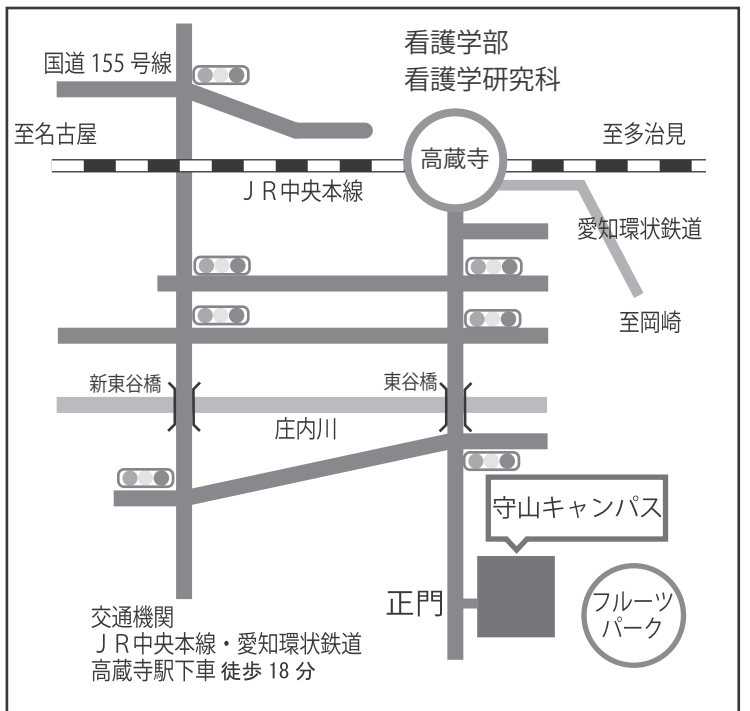 看護学部
看護学研究科
国道 155 号線
至名古屋
高蔵寺
至多治見
ＪＲ中央本線
愛知環状鉄道
至岡崎
新東谷橋
東谷橋
庄内川
守山キャンパス
正門
フルーツ
パーク
交通機関
ＪＲ中央本線・愛知環状鉄道
高蔵寺駅下車 徒歩 18 分